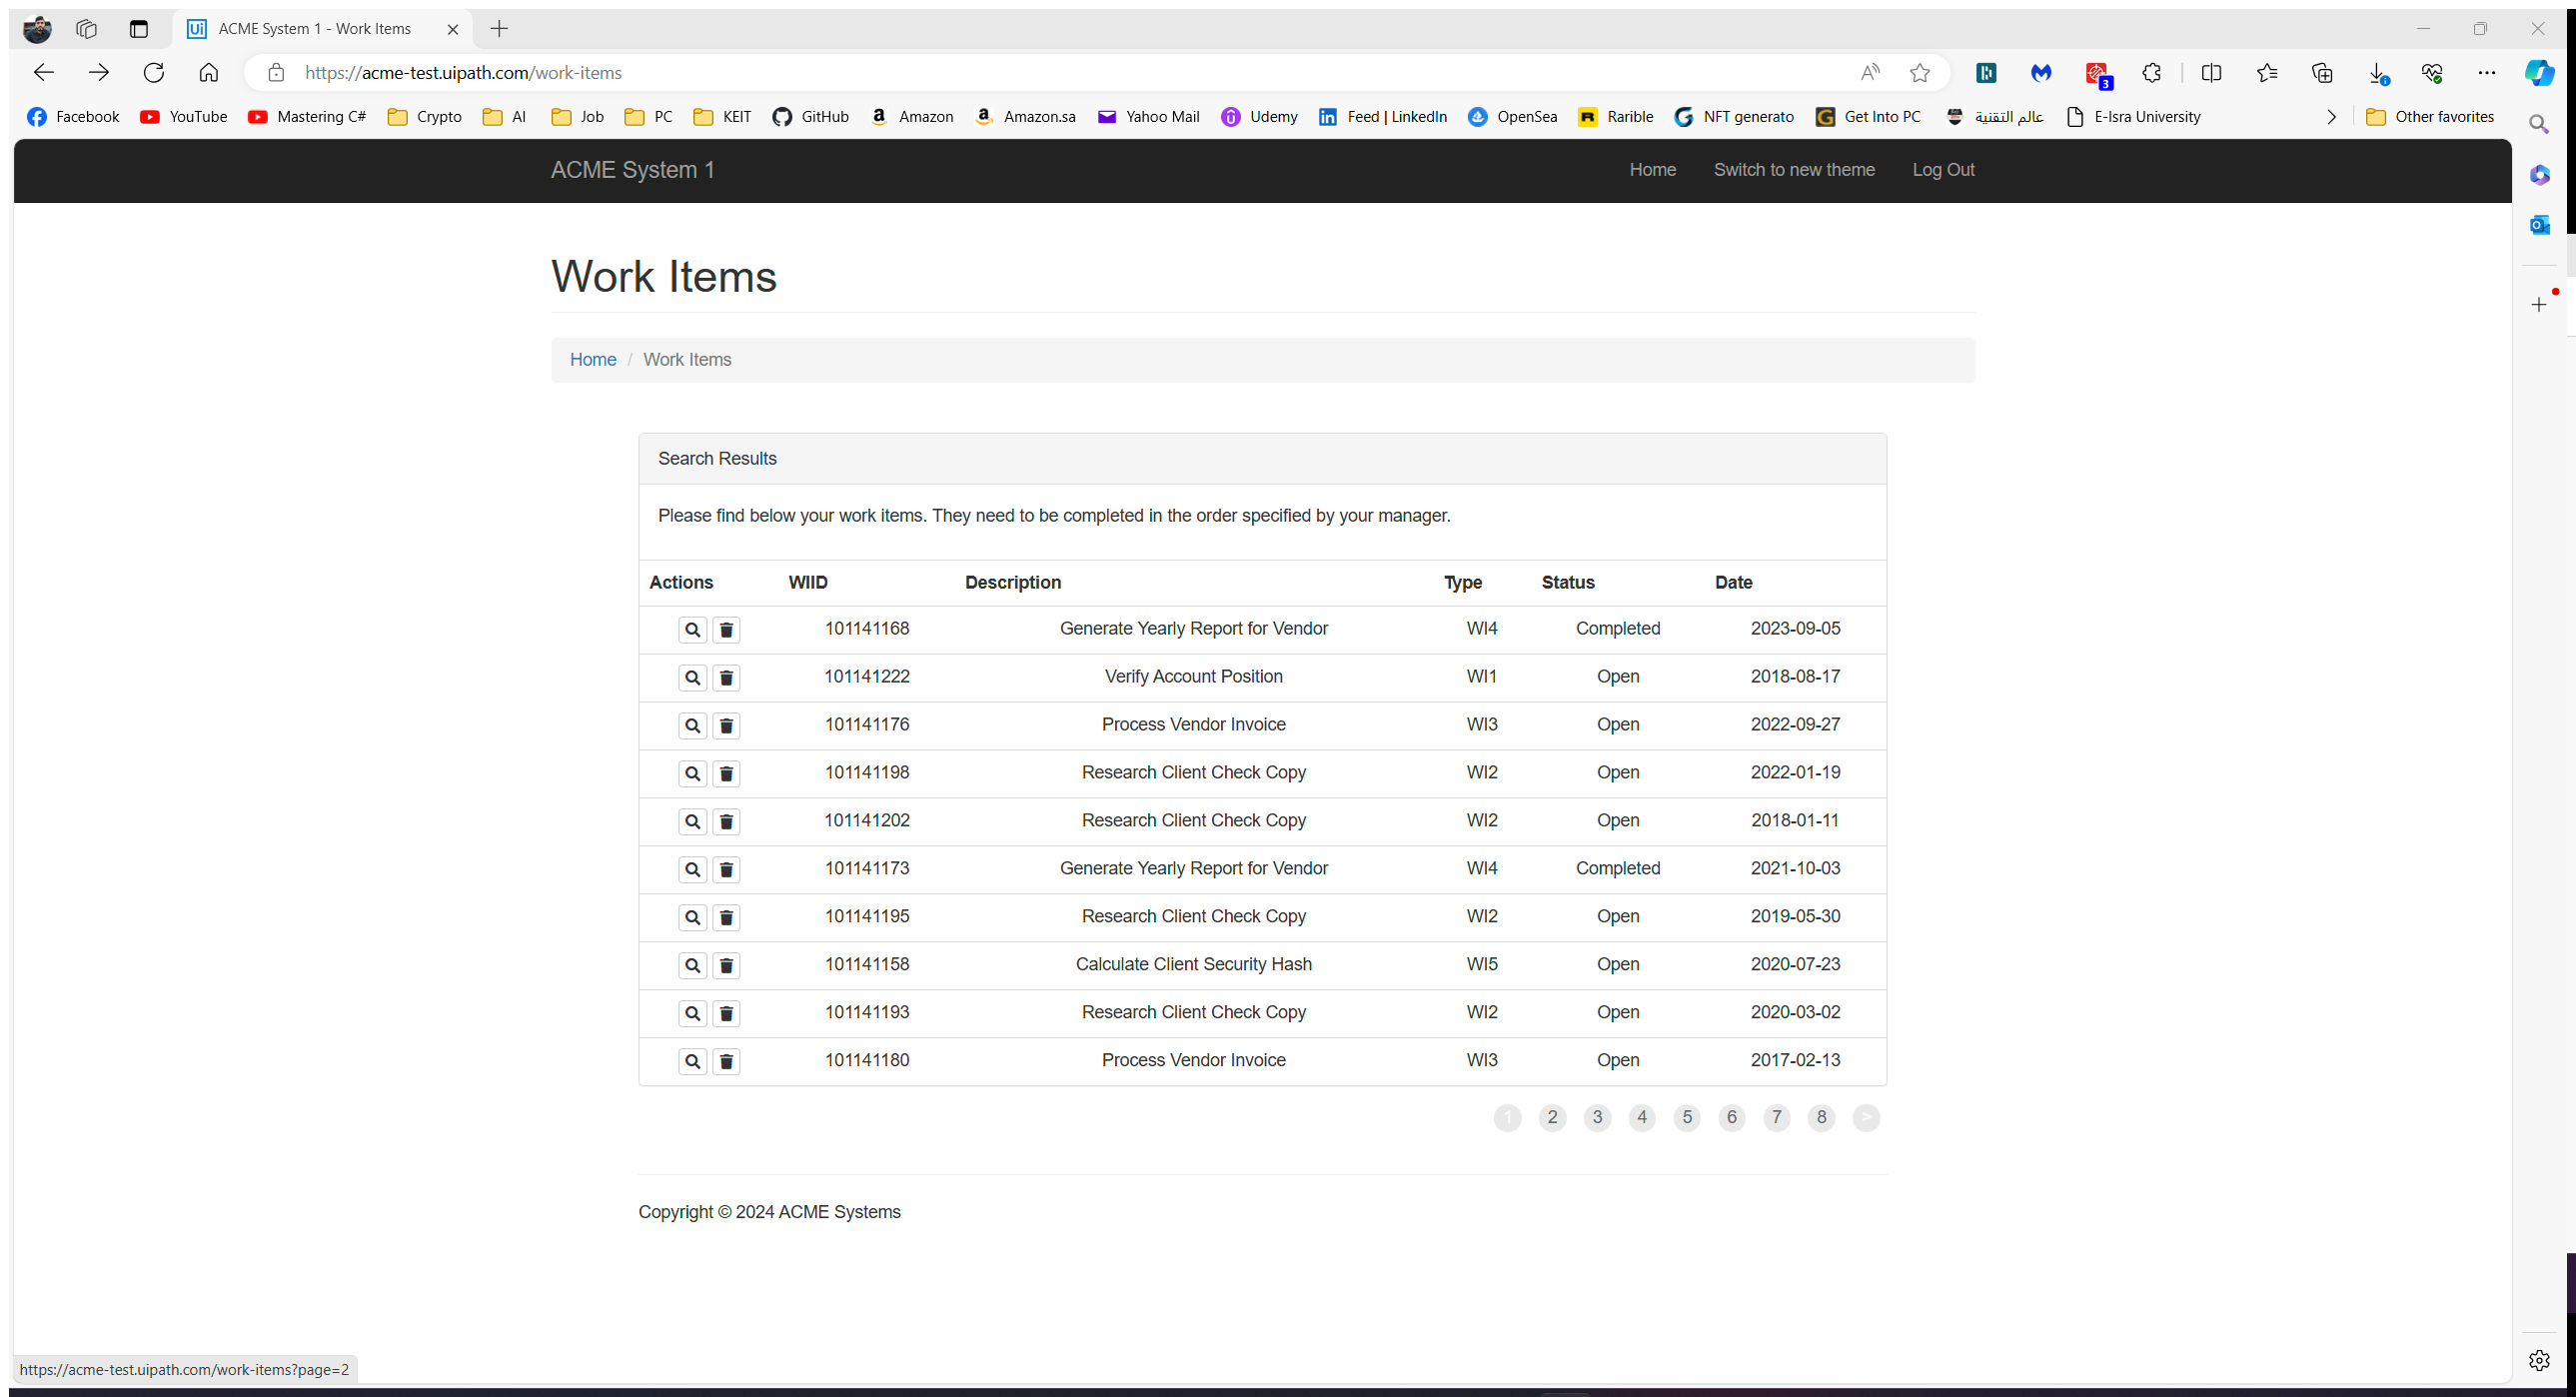 ACME System 1 - Work Items
https://acme-test.uipath.com/work-items
3
Facebook YouTube Mastering C# Crypto AI Job PC KEIT GitHub Amazon Amazon.sa Yahoo Mail Udemy Feed | LinkedIn OpenSea Rarible NFT generato Get Into PC عالم التقنية E-Isra University Other favorites
ACME System 1 Home Switch to new theme Log Out
Work Items
Home / Work Items
Search Results
Please find below your work items. They need to be completed in the order specified by your manager.
Actions WIID Description Type Status Date
101141168 Generate Yearly Report for Vendor WI4 Completed 2023-09-05
101141222 Verify Account Position WI1 Open 2018-08-17
101141176 Process Vendor Invoice WI3 Open 2022-09-27
101141198 Research Client Check Copy WI2 Open 2022-01-19
101141202 Research Client Check Copy WI2 Open 2018-01-11
101141173 Generate Yearly Report for Vendor WI4 Completed 2021-10-03
101141195 Research Client Check Copy WI2 Open 2019-05-30
101141158 Calculate Client Security Hash WI5 Open 2020-07-23
101141193 Research Client Check Copy WI2 Open 2020-03-02
101141180 Process Vendor Invoice WI3 Open 2017-02-13
1 2 3 4 5 6 7 8 >
Copyright © 2024 ACME Systems
https://acme-test.uipath.com/work-items?page=2